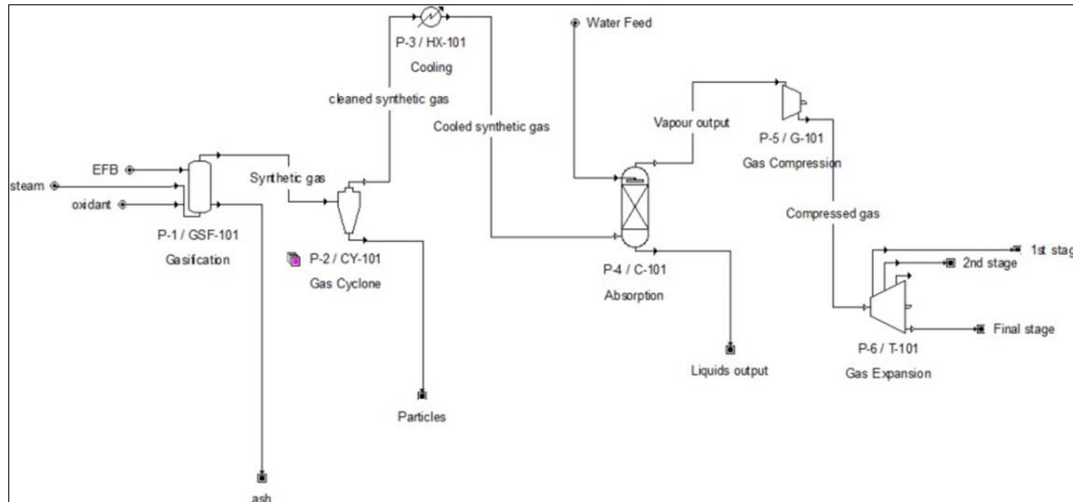 P-3 / HX-101
Cooling
Water Feed
cleaned synthetic gas
Cooled synthetic gas
Vapour output
P-5 / G-101
Gas Compression
EFB
steam
oxidant
Synthetic gas
P-1 / GSF-101
Gasification
P-2 / CY-101
Gas Cyclone
P-4 / C-101
Absorption
Compressed gas
1st stag
2nd stage
Final stage
P-6 / T-101
Gas Expansion
Liquids output
Particles
ash